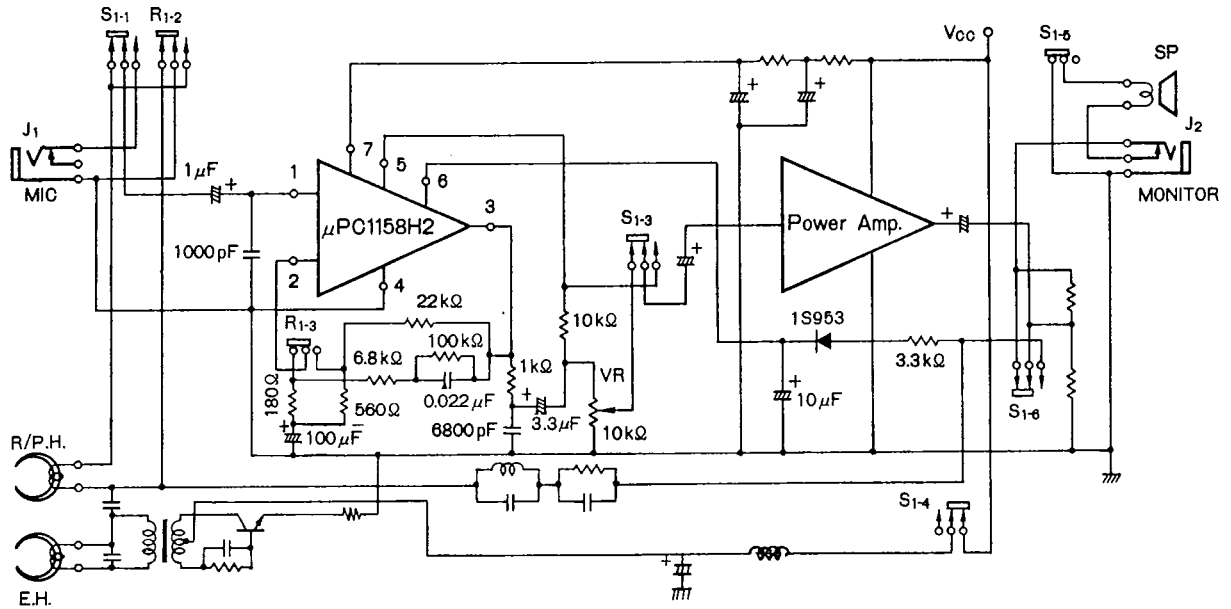 S1-1
R1-2
VCC
S1-5
SP
J1
MIC
1μF
J2
MONITOR
7
5
6
1
μPC1158H2
3
2
4
1000pF
S1-3
Power Amp.
22kΩ
R1-3
10kΩ
1S953
100kΩ
6.8kΩ
1kΩ
VR
3.3kΩ
180Ω
0.022μF
560Ω
10μF
S1-6
100μF
6800pF
3.3μF
10kΩ
R/P.H.
S1-4
E.H.
+
+
+
+
+
+
+
+
+